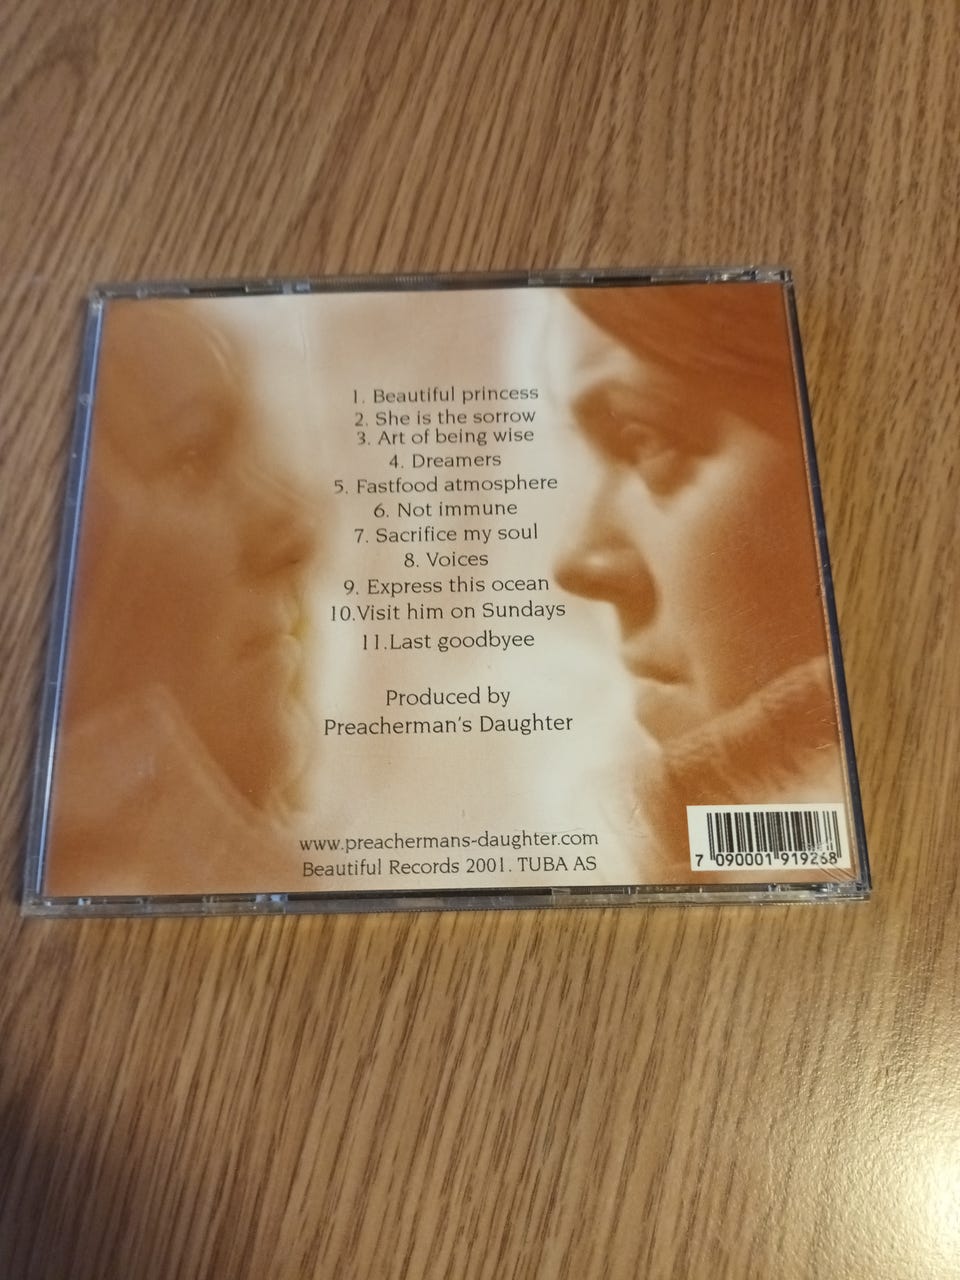 1. Beautiful princess
2. She is the sorrow
3. Art of being wise
4. Dreamers
5. Fastfood atmosphere
6. Not immune
7. Sacrifice my soul
8. Voices
9. Express this ocean
10.Visit him on Sundays
11.Last goodbyee
Produced by
Preacherman's Daughter
www.preachermans-daughter.com
Beautiful Records 2001. TUBA AS
7 090001 919268